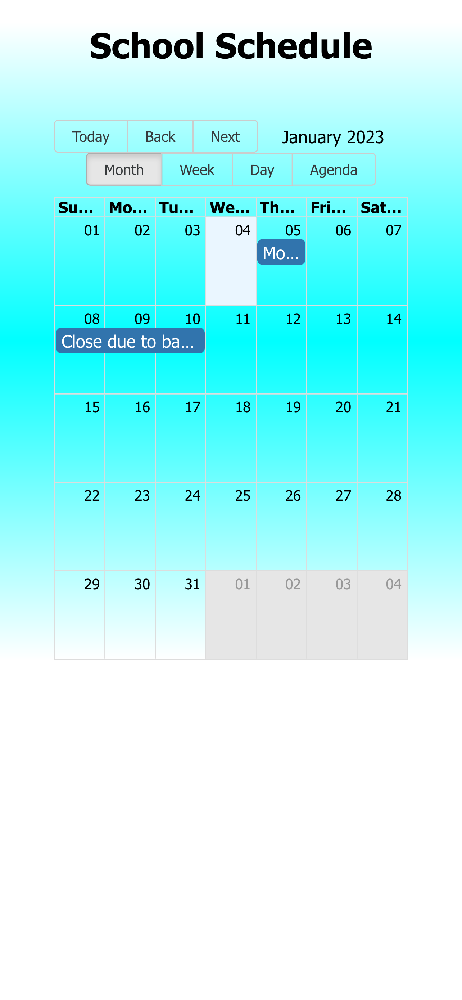 School Schedule
Today Back Next January 2023
Month Week Day Agenda
Su... Mo... Tu... We... Th... Fri... Sat...
01 02 03 04 05 06 07
Mo...
08 09 10 11 12 13 14
Close due to ba...
15 16 17 18 19 20 21
22 23 24 25 26 27 28
29 30 31 01 02 03 04